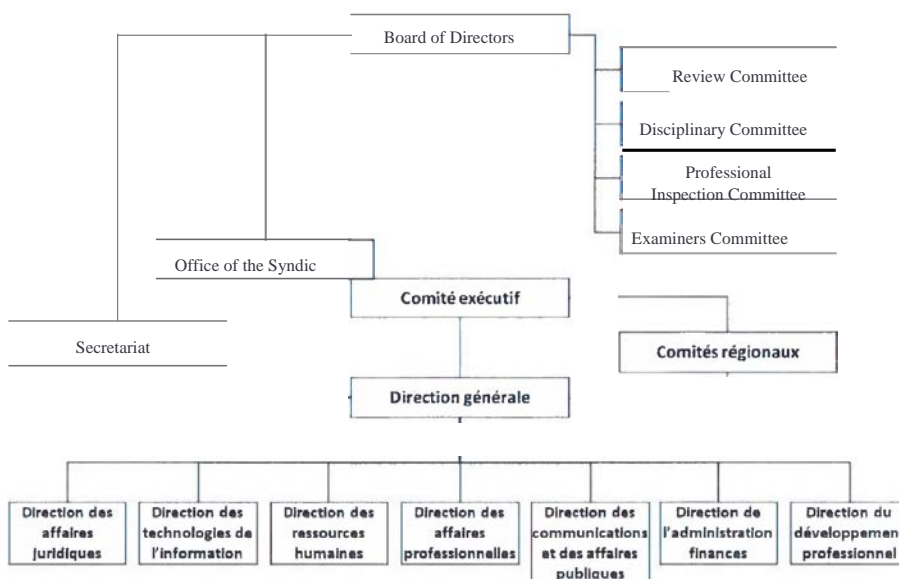 Board of Directors
Review Committee
Disciplinary Committee
Professional
Inspection Committee
Examiners Committee
Office of the Syndic
Comité exécutif
Secretariat
Comités régionaux
Direction générale
Direction des
affaires
juridiques
Direction des
technologies de
l'information
Direction des
ressources
humaines
Direction des
affaires
professionnelles
Direction des
communications
et des affaires
publiques
Direction de
l'administration
finances
Direction du
développemen
professionnel